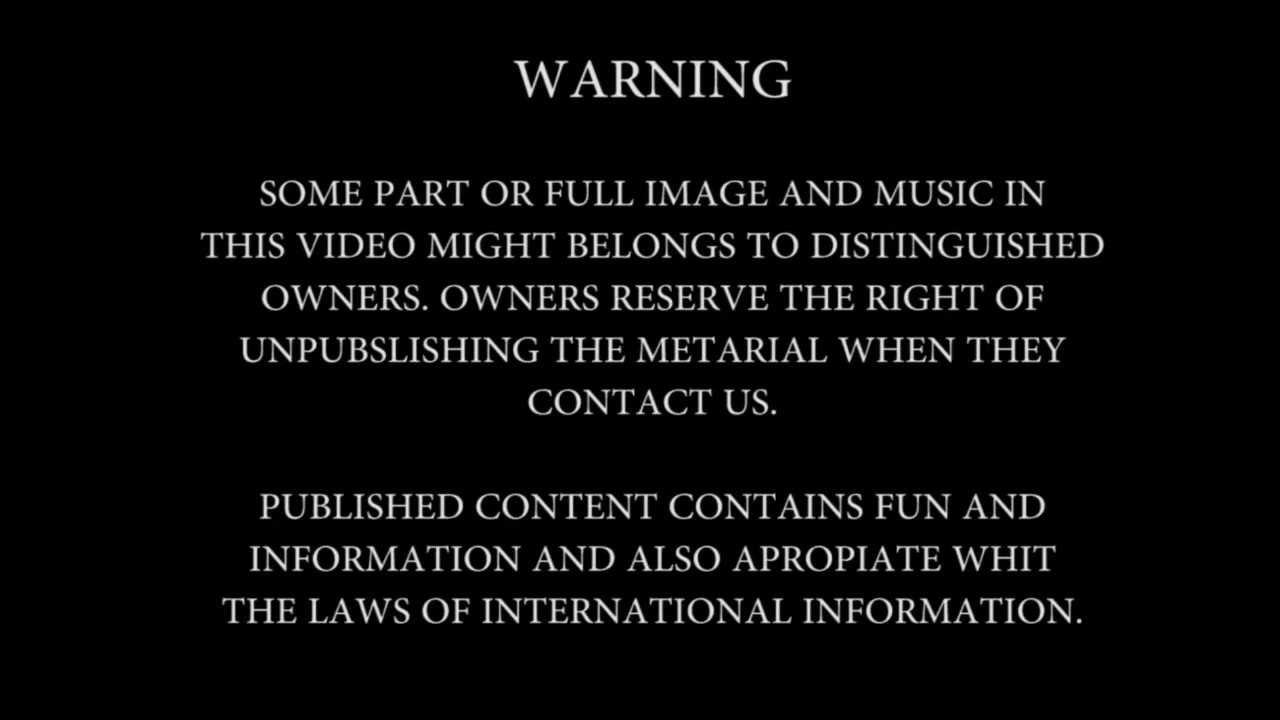 WARNING
SOME PART OR FULL IMAGE AND MUSIC IN
THIS VIDEO MIGHT BELONGS TO DISTINGUISHED
OWNERS. OWNERS RESERVE THE RIGHT OF
UNPUBSLISHING THE METARIAL WHEN THEY
CONTACT US.
PUBLISHED CONTENT CONTAINS FUN AND
INFORMATION AND ALSO APROPIATE WHIT
THE LAWS OF INTERNATIONAL INFORMATION.